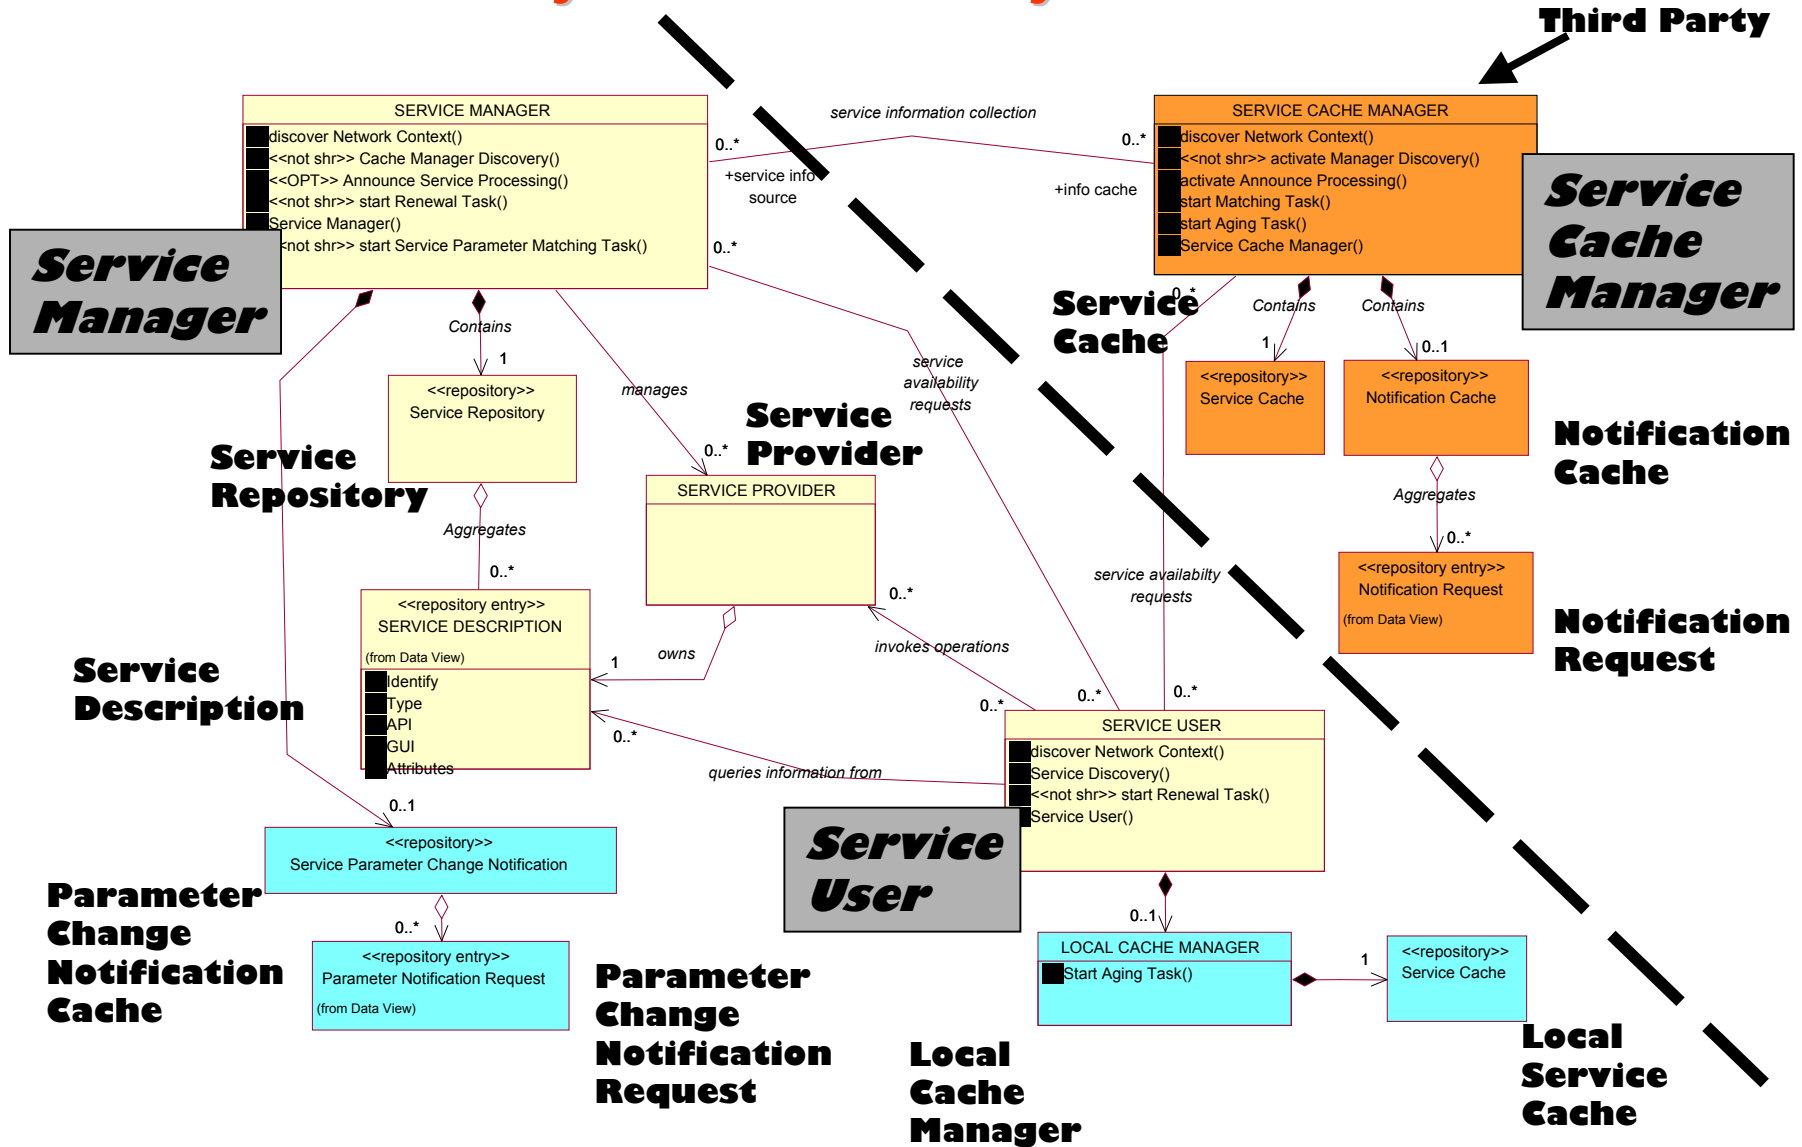 Third Party
SERVICE MANAGER
discover Network Context()
<<not shr>> Cache Manager Discovery()
<<OPT>> Announce Service Processing()
<<not shr>> start Renewal Task()
Service Manager()
<not shr>> start Service Parameter Matching Task()
Service
Manager
service information collection
0..*
0..*
+service info
source
+info cache
0..*
SERVICE CACHE MANAGER
discover Network Context()
<<not shr>> activate Manager Discovery()
activate Announce Processing()
start Matching Task()
start Aging Task()
Service Cache Manager()
Service
Cache
Manager
Service
Cache
0..*
Contains
Contains
1
0..1
<<repository>>
Service Cache
<<repository>>
Notification Cache
Notification
Cache
Aggregates
0..*
<<repository entry>>
Notification Request
(from Data View)
Notification
Request
Contains
1
<<repository>>
Service Repository
Service
Repository
manages
0..*
Service
Provider
SERVICE PROVIDER
service
availability
requests
service availabilty
requests
Aggregates
0..*
<<repository entry>>
SERVICE DESCRIPTION
(from Data View)
Identify
Type
API
GUI
Attributes
Service
Description
owns
1
0..*
invokes operations
0..*
0..*
0..*
0..*
queries information from
SERVICE USER
discover Network Context()
Service Discovery()
<<not shr>> start Renewal Task()
Service User()
Service
User
0..1
<<repository>>
Service Parameter Change Notification
Parameter
Change
Notification
Cache
0..*
<<repository entry>>
Parameter Notification Request
(from Data View)
Parameter
Change
Notification
Request
0..1
LOCAL CACHE MANAGER
Start Aging Task()
Local
Cache
Manager
1
<<repository>>
Service Cache
Local
Service
Cache